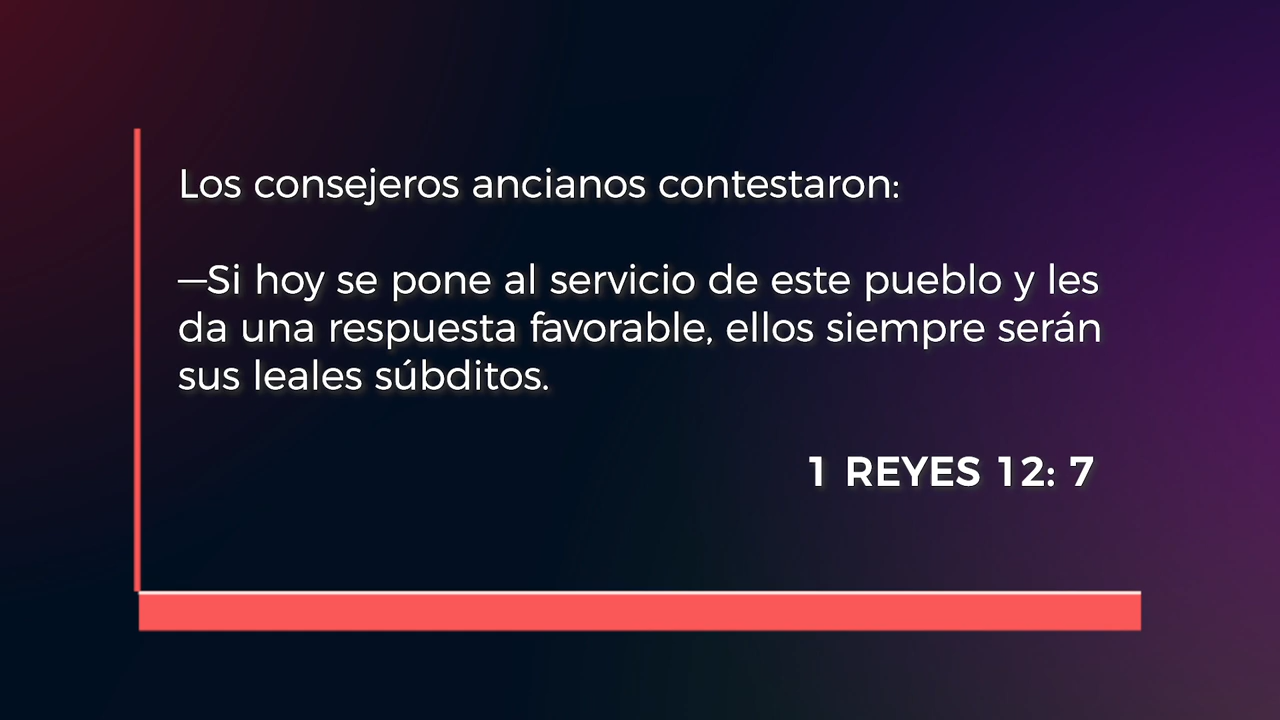 Los consejeros ancianos contestaron:
—Si hoy se pone al servicio de este pueblo y les
da una respuesta favorable, ellos siempre serán
sus leales súbditos.
1 REYES 12: 7